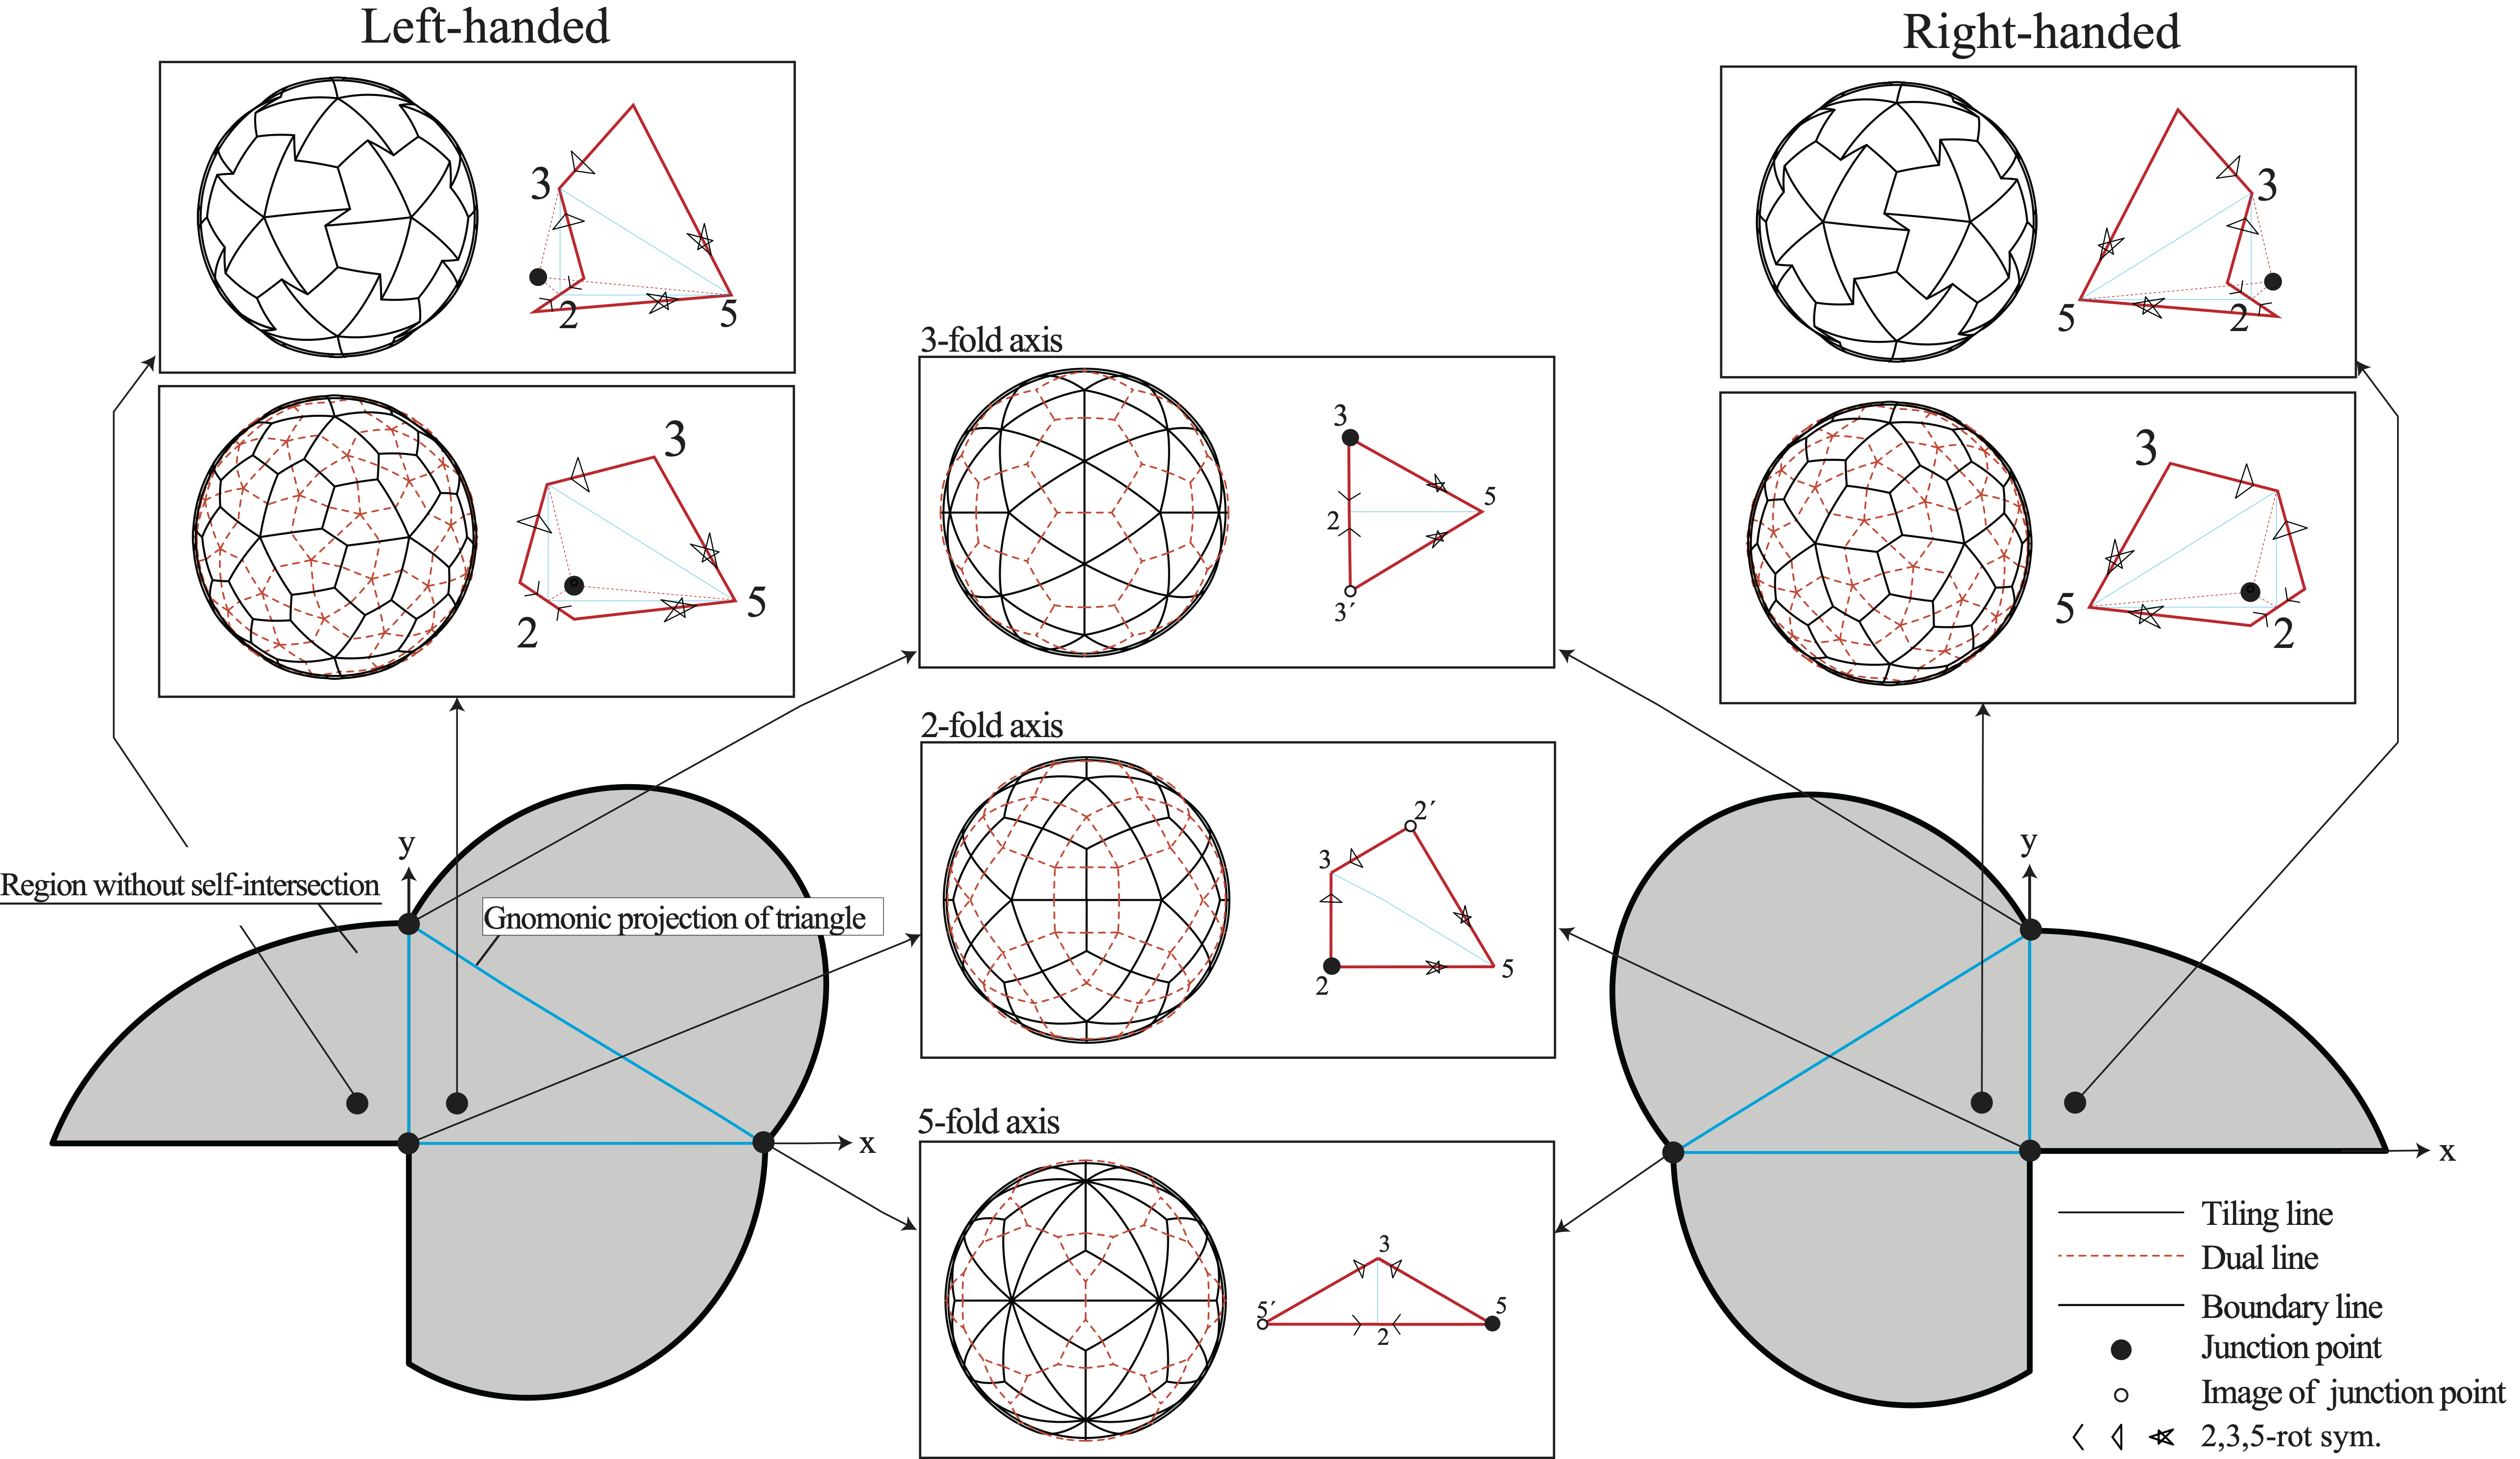 Left-handed
Right-handed
3
2
5
3
5
2
3
2
5
3
5
2
3-fold axis
3
2
5
3´
2-fold axis
2´
3
2
5
5-fold axis
3
5´
5
2
y
x
Region without self-intersection
Gnomonic projection of triangle
y
x
Tiling line
Dual line
Boundary line
Junction point
Image of junction point
2,3,5-rot sym.